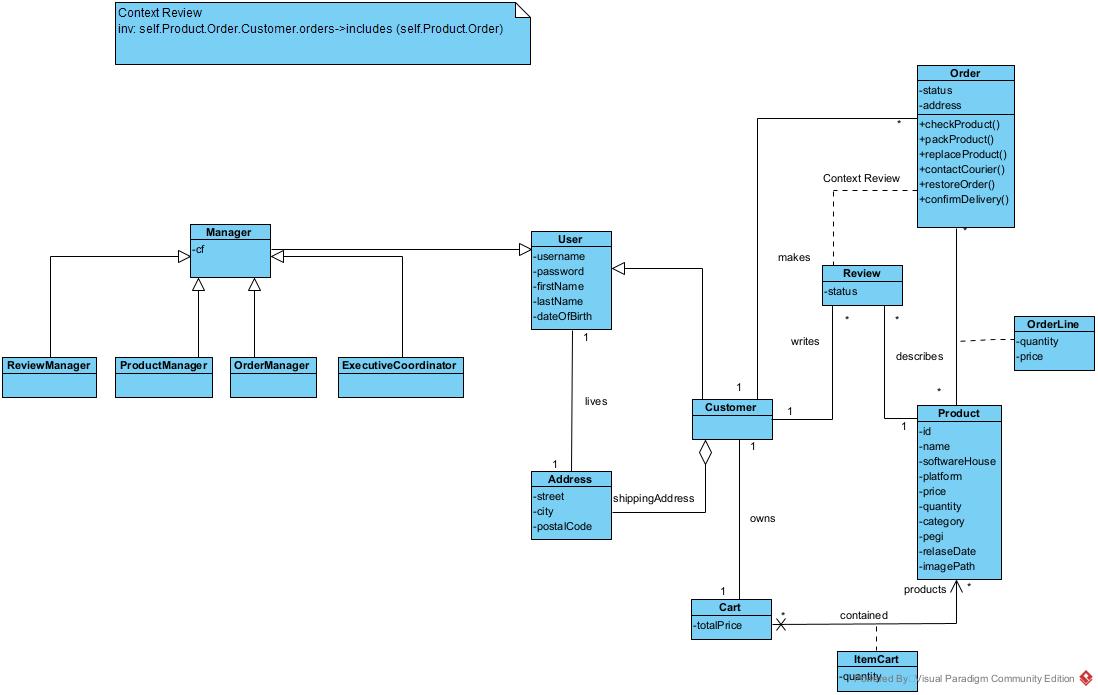 Context Review
inv: self.Product.Order.Customer.orders->includes (self.Product.Order)
Order
-status
-address
+checkProduct()
+packProduct()
+replaceProduct()
+contactCourier()
+restoreOrder()
+confirmDelivery()
*
Context Review
*
Manager
-cf
User
-username
-password
-firstName
-lastName
-dateOfBirth
makes
Review
-status
*
*
OrderLine
-quantity
-price
1
writes
describes
ReviewManager
ProductManager
OrderManager
ExecutiveCoordinator
lives
1
*
Customer
1
1
1
Product
-id
-name
-softwareHouse
-platform
-price
-quantity
-category
-pegi
-relaseDate
-imagePath
1
Address
-street
-city
-postalCode
shippingAddress
owns
1
products
*
Cart
-totalPrice
*
contained
ItemCart
-quantity
Powered By Visual Paradigm Community Edition